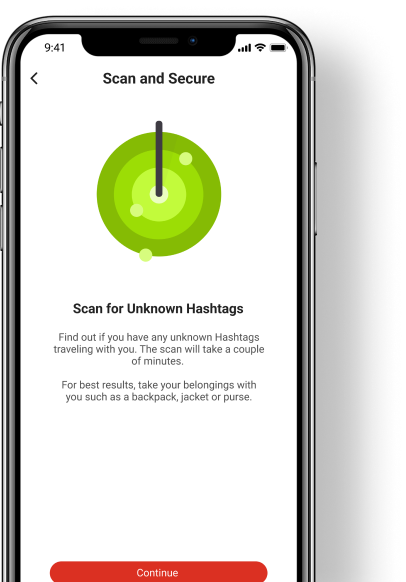 9:41
Scan and Secure
Scan for Unknown Hashtags
Find out if you have any unknown Hashtags
traveling with you. The scan will take a couple
of minutes.
For best results, take your belongings with
you such as a backpack, jacket or purse.
Continue